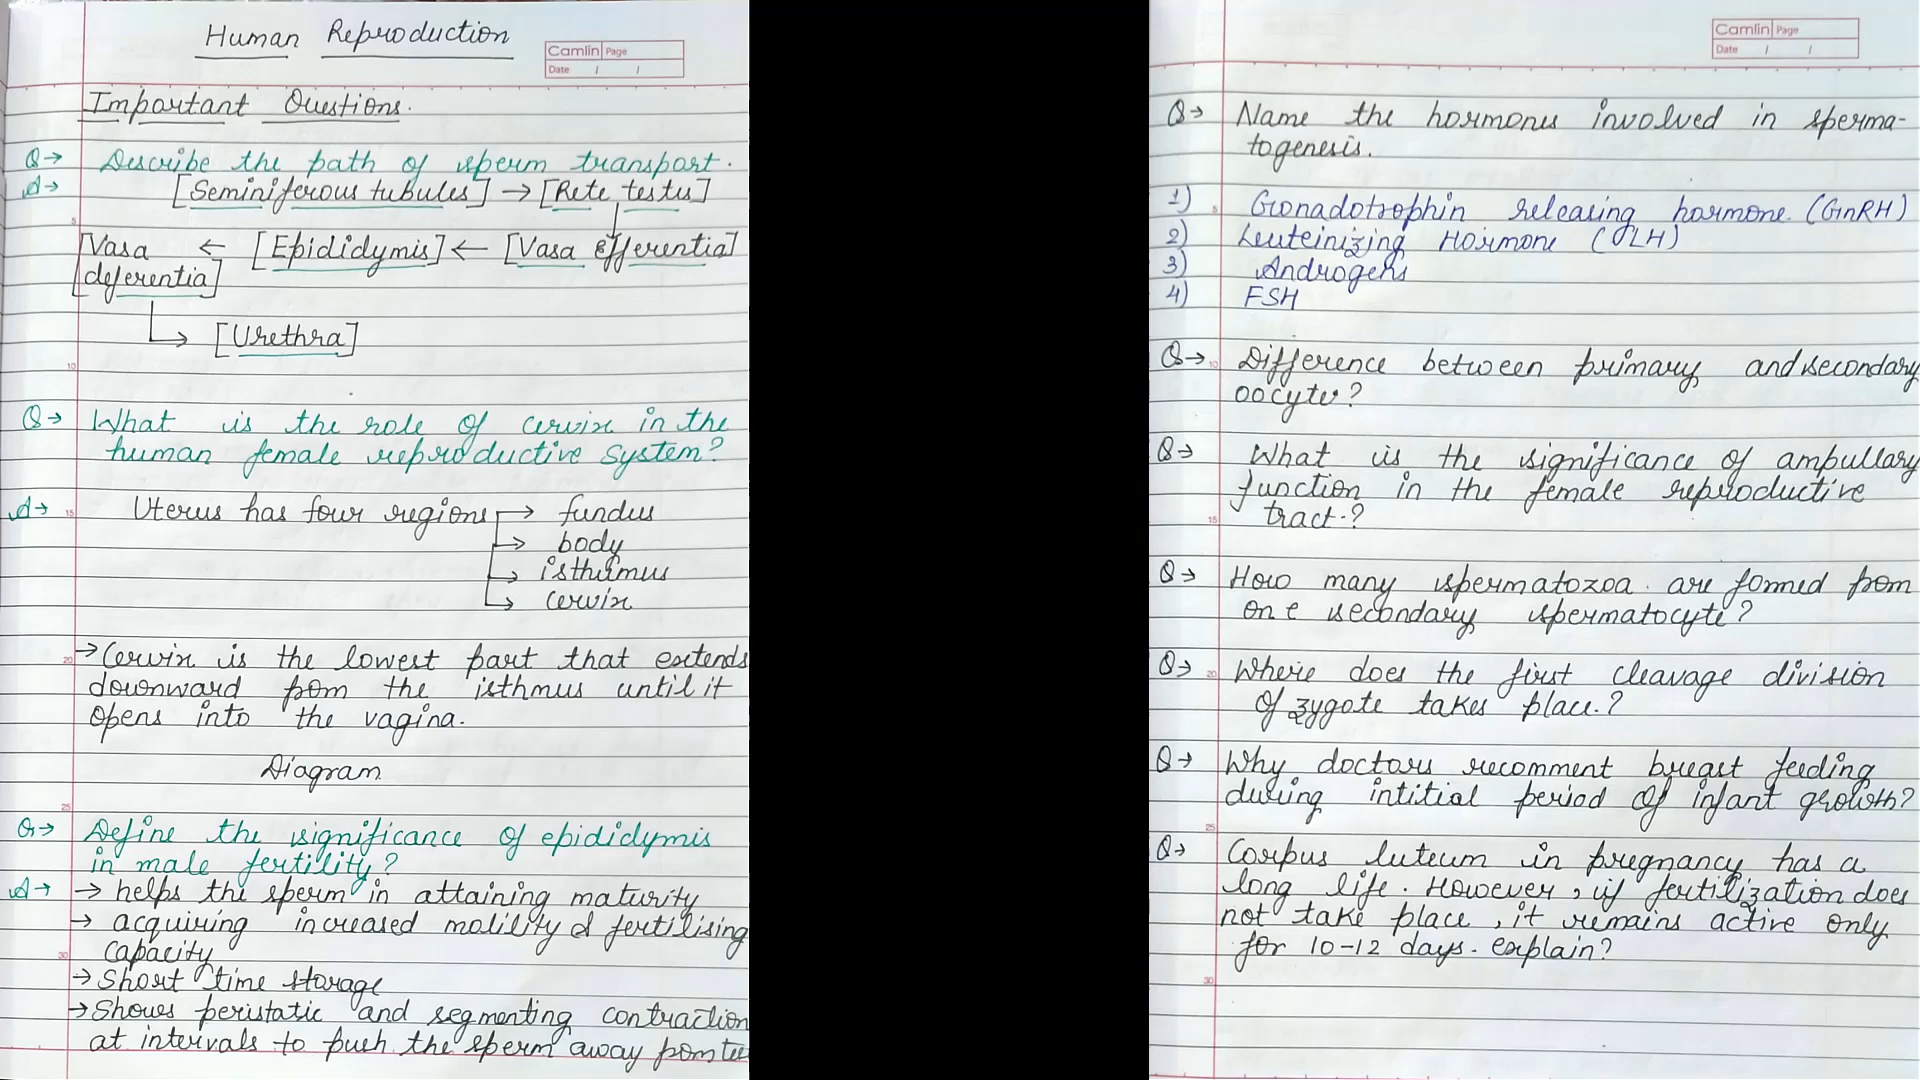 Human Reproduction
Camlin Page
Date / /
Important Questions.
Q→ Describe the path of sperm transport.
A→ [Seminiferous tubules] → [Rete testis]
[Vasa ← [Epididymis] ← [Vasa efferentia]
deferentia]
→ [Urethra]
Q→ What is the role of cervix in the
human female reproductive system?
A→ Uterus has four regions → fundus
→ body
→ isthumus
→ cervix
→ Cervix is the lowest part that extends
downward from the isthmus until it
opens into the vagina.
Diagram
Q→ Define the significance of epididymis
in male fertility?
A→ → helps the sperm in attaining maturity
→ acquiring increased motility & fertilising
capacity
→ Short time storage
→ Shows peristatic and segmenting contraction
at intervals to push the sperm away from
Camlin Page
Date / /
Q→ Name the hormones involved in sperma-
togenesis.
1) Gonadotrophin releasing hormone (GnRH)
2) Leuteinizing Hormone (LH)
3) Androgens
4) FSH
Q→ Difference between primary and secondary
oocyte?
Q→ What is the significance of ampullary
function in the female reproductive
tract.?
Q→ How many spermatozoa are formed from
one secondary spermatocyte?
Q→ Where does the first cleavage division
of zygote takes place.?
Q→ Why doctors recomment breast feeding
during intitial period of infant growth?
Q→ Corpus luteum in pregnancy has a
long life. However, if fertilization does
not take place, it remains active only
for 10-12 days. explain?